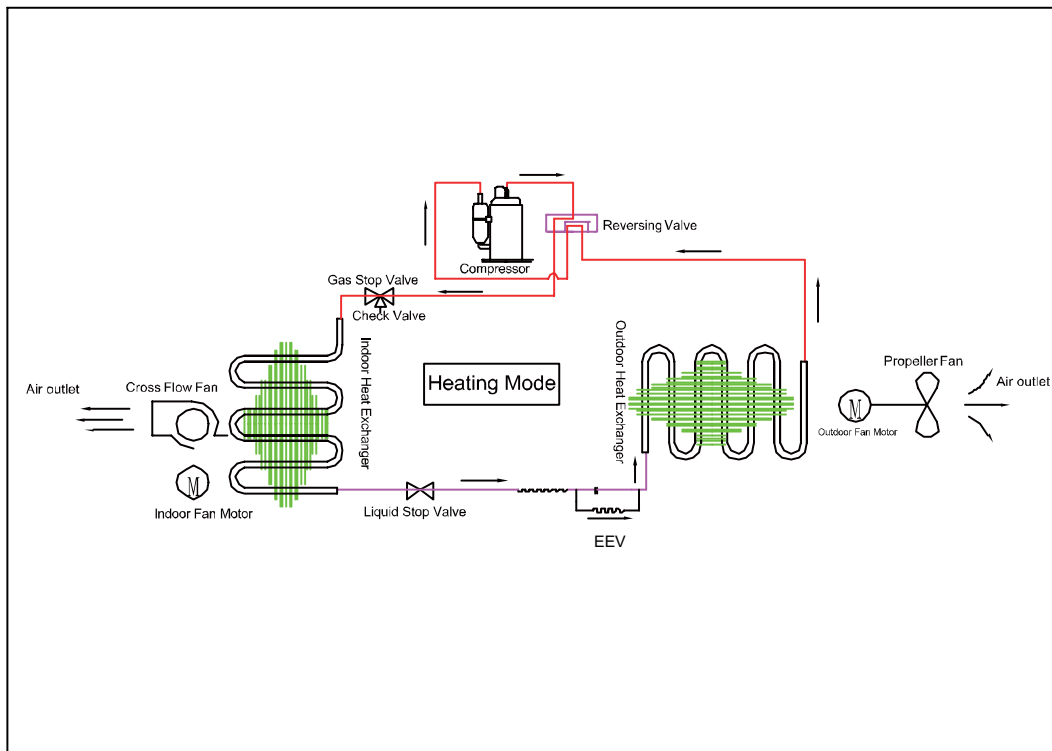 Reversing Valve
Compressor
Gas Stop Valve
Check Valve
Indoor Heat Exchanger
Heating Mode
Outdoor Heat Exchanger
Propeller Fan
Air outlet
Cross Flow Fan
Air outlet
M
Outdoor Fan Motor
M
Indoor Fan Motor
Liquid Stop Valve
EEV